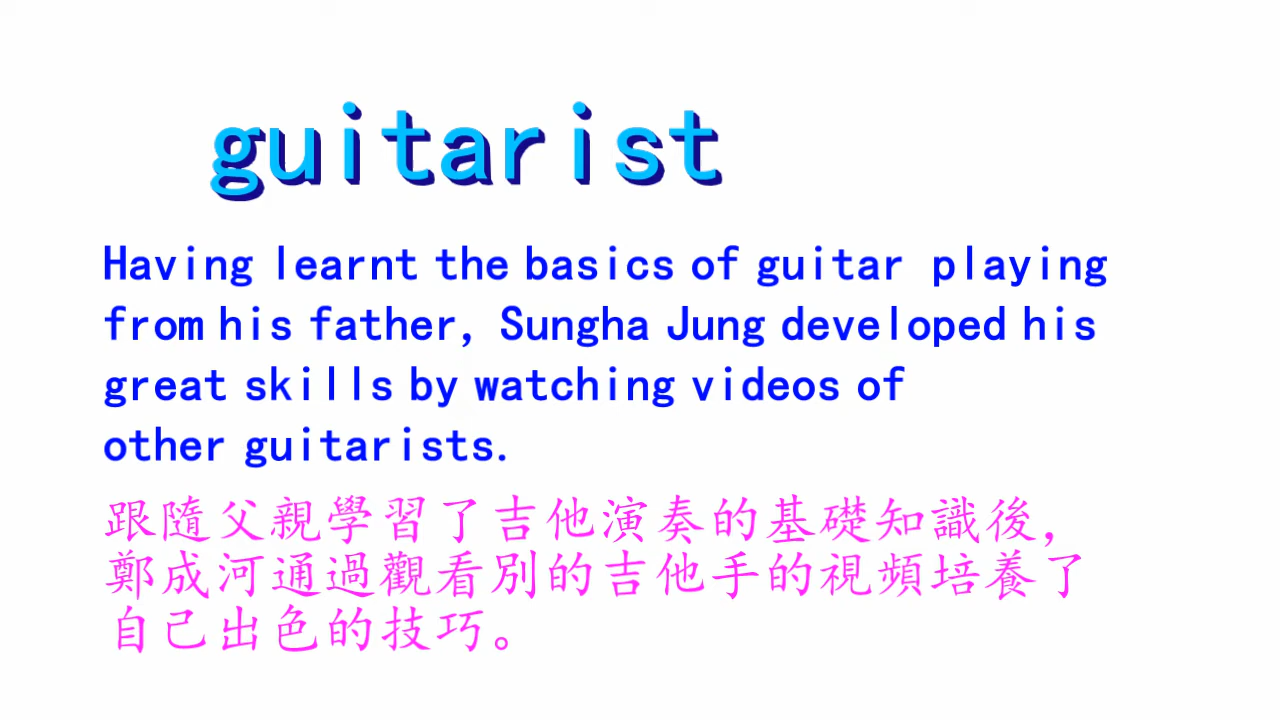 guitarist
Having learnt the basics of guitar playing
from his father, Sungha Jung developed his
great skills by watching videos of
other guitarists.
跟隨父親學習了吉他演奏的基礎知識後,
鄭成河通過觀看別的吉他手的視頻培養了
自己出色的技巧。